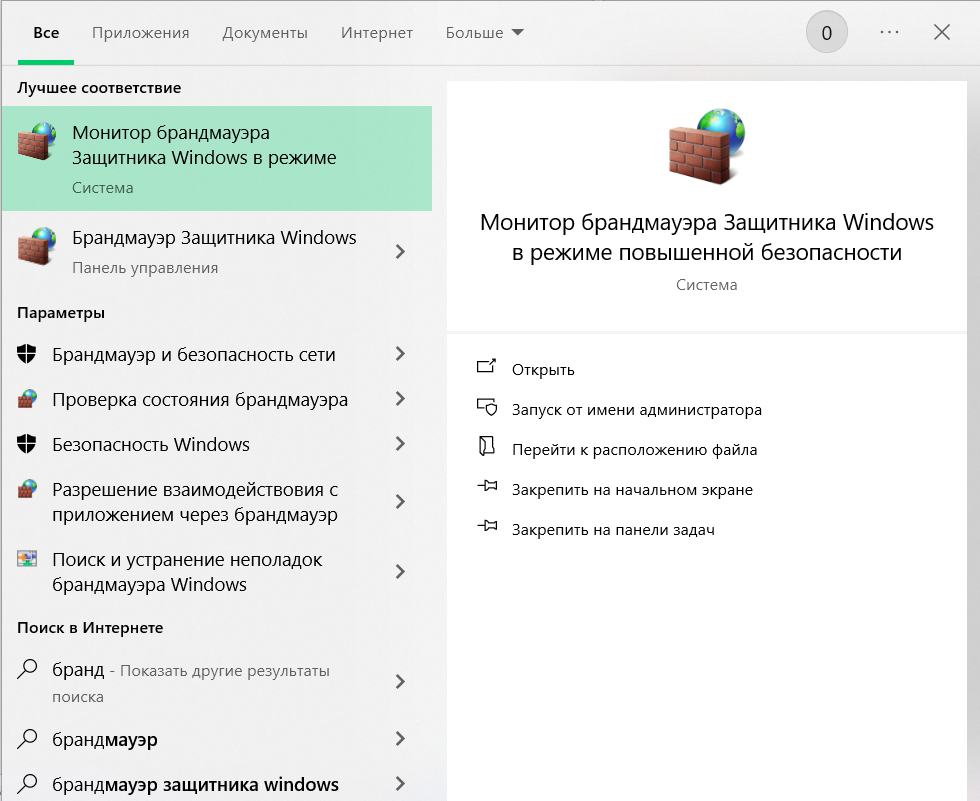 Все Приложения Документы Интернет Больше 0 ...
Лучшее соответствие
Монитор брандмауэра
Защитника Windows в режиме
Система
Брандмауэр Защитника Windows
Панель управления
Параметры
Брандмауэр и безопасность сети
Проверка состояния брандмауэра
Безопасность Windows
Разрешение взаимодействовия с
приложением через брандмауэр
Поиск и устранение неполадок
брандмауэра Windows
Поиск в Интернете
бранд - Показать другие результаты
поиска
брандмауэр
брандмауэр защитника windows
Монитор брандмауэра Защитника Windows
в режиме повышенной безопасности
Система
Открыть
Запуск от имени администратора
Перейти к расположению файла
Закрепить на начальном экране
Закрепить на панели задач